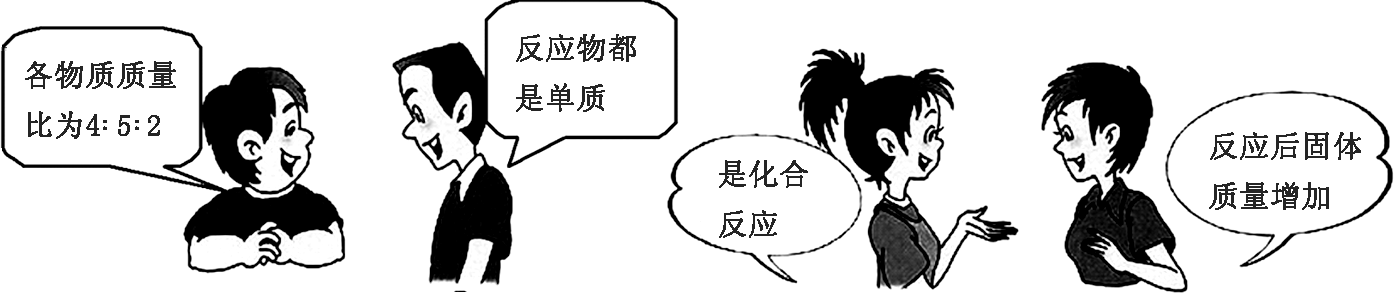 各物质质量
比为4:5:2
反应物都
是单质
是化合
反应
反应后固体
质量增加